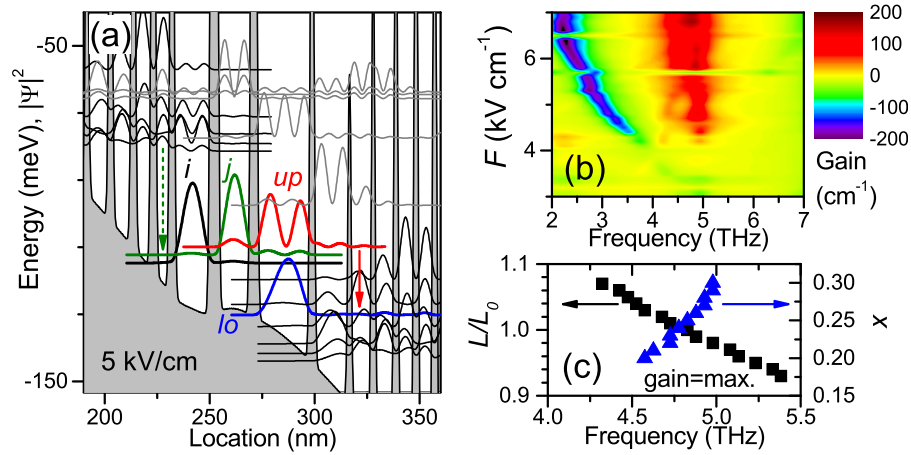 (a)
Energy (meV), |Ψ|²
-50
-150
i
j
up
lo
5 kV/cm
200
250
300
350
Location (nm)
(b)
F (kV cm⁻¹)
6
4
2
3
4
5
6
7
Frequency (THz)
200
100
0
-100
-200
Gain
(cm⁻¹)
(c)
L/L₀
1.1
1.0
0.9
x
0.30
0.25
0.20
0.15
gain=max.
4.0
4.5
5.0
5.5
Frequency (THz)